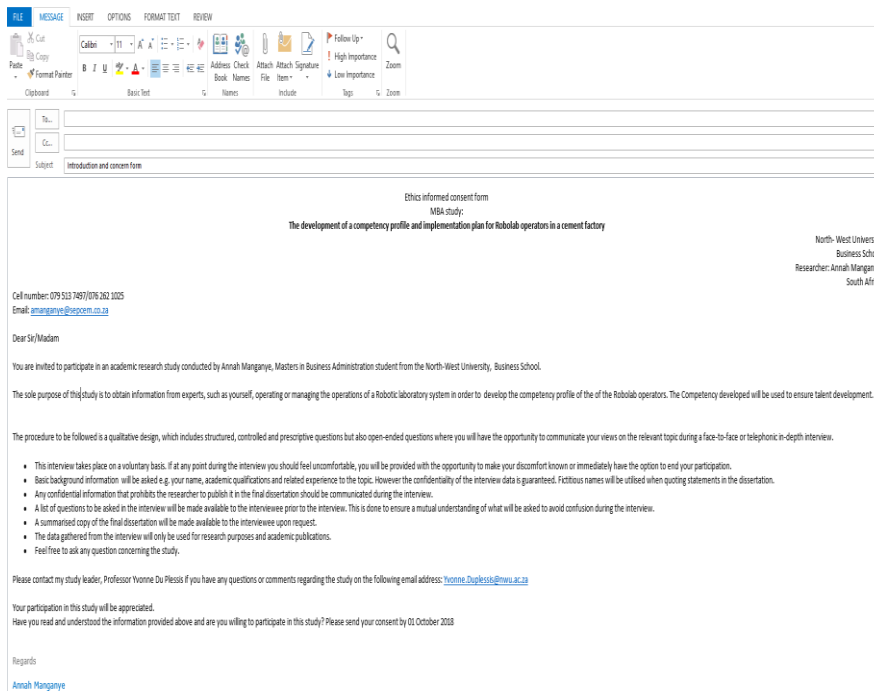 FILE MESSAGE INSERT OPTIONS FORMAT TEXT REVIEW
Cut
Copy
Paste
Format Painter
Clipboard
Calibri 11
B I U
Basic Text
Address Book
Check Names
Names
Attach File
Attach Item
Signature
Include
Follow Up
High Importance
Low Importance
Tags
Zoom
Zoom
To...
Cc...
Send
Subject Introduction and concern form
Ethics informed consent form
MBA study:
The development of a competency profile and implementation plan for Robolab operators in a cement factory
North- West Univers
Business Scho
Researcher: Annah Mangan
South Afr
Cell number: 079 513 7497/076 262 1025
Email: amanganye@sepcem.co.za
Dear Sir/Madam
You are invited to participate in an academic research study conducted by Annah Manganye, Masters in Business Administration student from the North-West University, Business School.
The sole purpose of this study is to obtain information from experts, such as yourself, operating or managing the operations of a Robotic laboratory system in order to develop the competency profile of the of the Robolab operators. The Competency developed will be used to ensure talent development.
The procedure to be followed is a qualitative design, which includes structured, controlled and prescriptive questions but also open-ended questions where you will have the opportunity to communicate your views on the relevant topic during a face-to-face or telephonic in-depth interview.
• This interview takes place on a voluntary basis. If at any point during the interview you should feel uncomfortable, you will be provided with the opportunity to make your discomfort known or immediately have the option to end your participation.
• Basic background information will be asked e.g. your name, academic qualifications and related experience to the topic. However the confidentiality of the interview data is guaranteed. Fictitious names will be utilised when quoting statements in the dissertation.
• Any confidential information that prohibits the researcher to publish it in the final dissertation should be communicated during the interview.
• A list of questions to be asked in the interview will be made available to the interviewee prior to the interview. This is done to ensure a mutual understanding of what will be asked to avoid confusion during the interview.
• A summarised copy of the final dissertation will be made available to the interviewee upon request.
• The data gathered from the interview will only be used for research purposes and academic publications.
• Feel free to ask any question concerning the study.
Please contact my study leader, Professor Yvonne Du Plessis if you have any questions or comments regarding the study on the following email address: Yvonne.Duplessis@nwu.ac.za
Your participation in this study will be appreciated.
Have you read and understood the information provided above and are you willing to participate in this study? Please send your consent by 01 October 2018
Regards
Annah Manganye